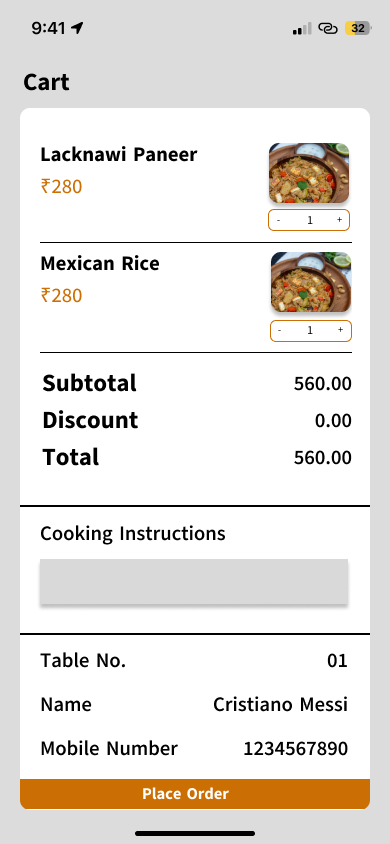 9:41 32
Cart
Lacknawi Paneer
₹280
- 1 +
Mexican Rice
₹280
- 1 +
Subtotal 560.00
Discount 0.00
Total 560.00
Cooking Instructions
Table No. 01
Name Cristiano Messi
Mobile Number 1234567890
Place Order